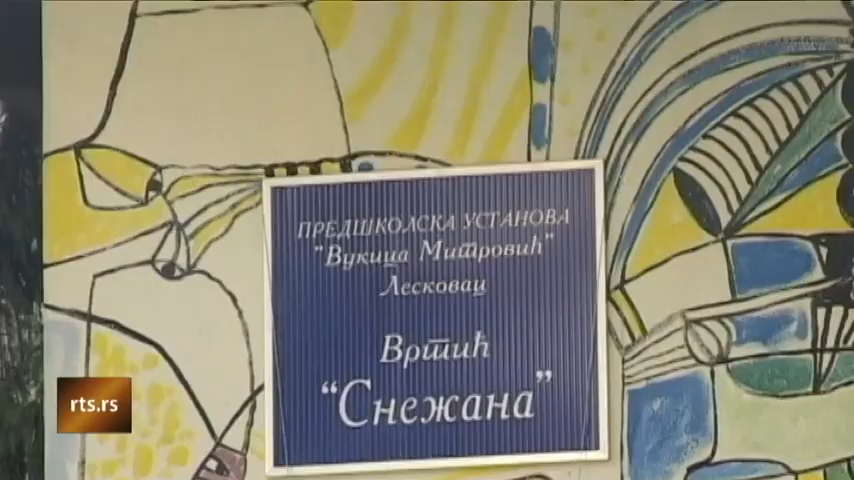 ПРЕДШКОЛСКА УСТАНОВА
"Вукица Митровић"
Лесковац
Вртић
“Снежана”
rts.rs